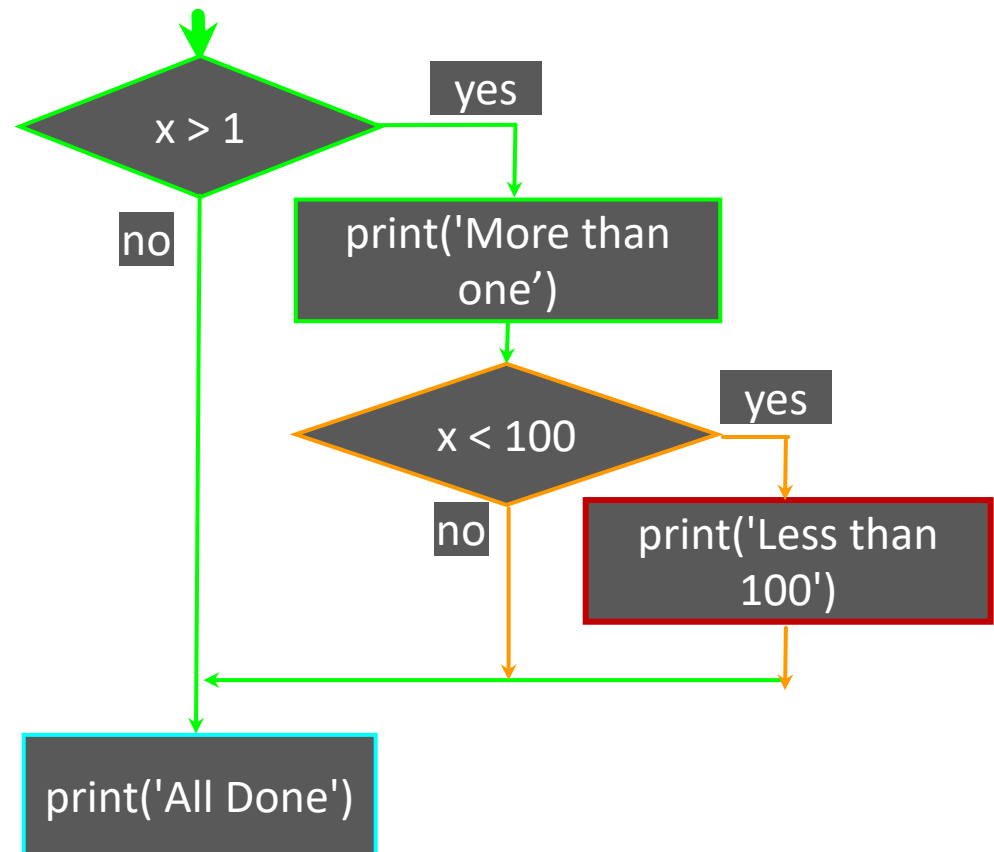 yes
x > 1
no
print('More than
one’)
yes
x < 100
no
print('Less than
100')
print('All Done')